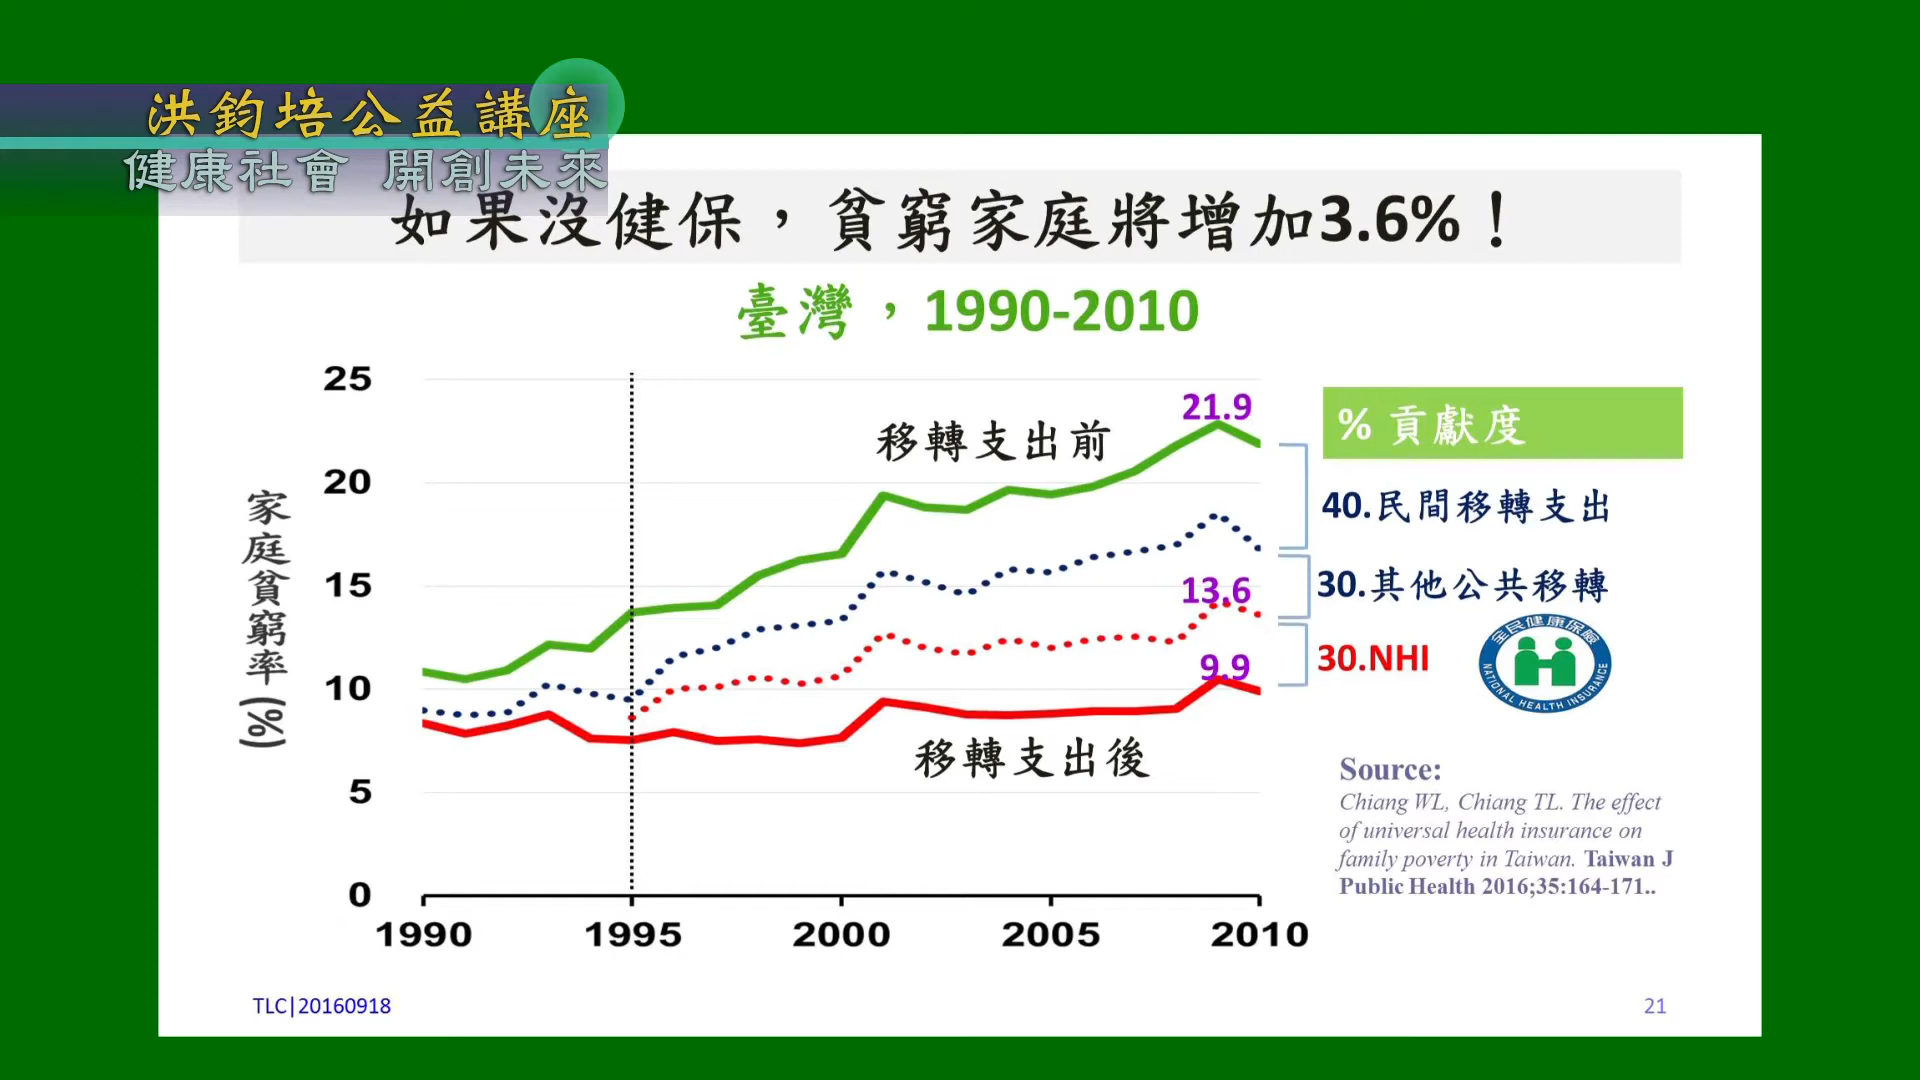 洪鈞培公益講座
健康社會 開創未來
如果沒健保，貧窮家庭將增加3.6%！
臺灣，1990-2010
家庭貧窮率(%)
25
20
15
10
5
0
1990
1995
2000
2005
2010
移轉支出前
21.9
13.6
9.9
移轉支出後
% 貢獻度
40.民間移轉支出
30.其他公共移轉
30.NHI
全民健康保險
NATIONAL HEALTH INSURANCE
Source:
Chiang WL, Chiang TL. The effect
of universal health insurance on
family poverty in Taiwan. Taiwan J
Public Health 2016;35:164-171..
TLC|20160918
21